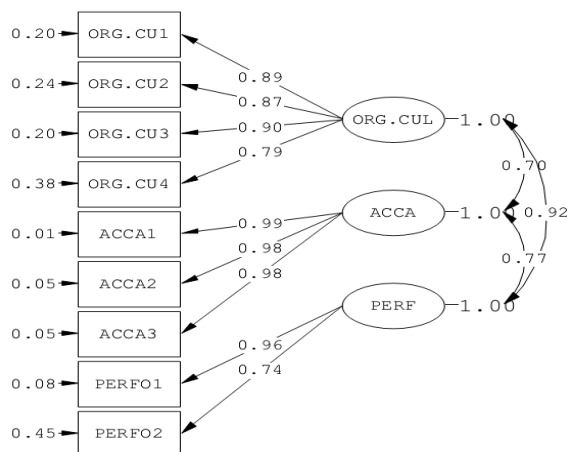 0.20 ORG.CU1
0.89
0.24 ORG.CU2
0.87
0.20 ORG.CU3
0.90
ORG.CUL 1.00
0.70
0.38 ORG.CU4
0.79
0.01 ACCA1
0.99
ACCA 1.00 0.92
0.98
0.05 ACCA2
0.98
0.77
0.05 ACCA3
PERF 1.00
0.96
0.08 PERFO1
0.74
0.45 PERFO2